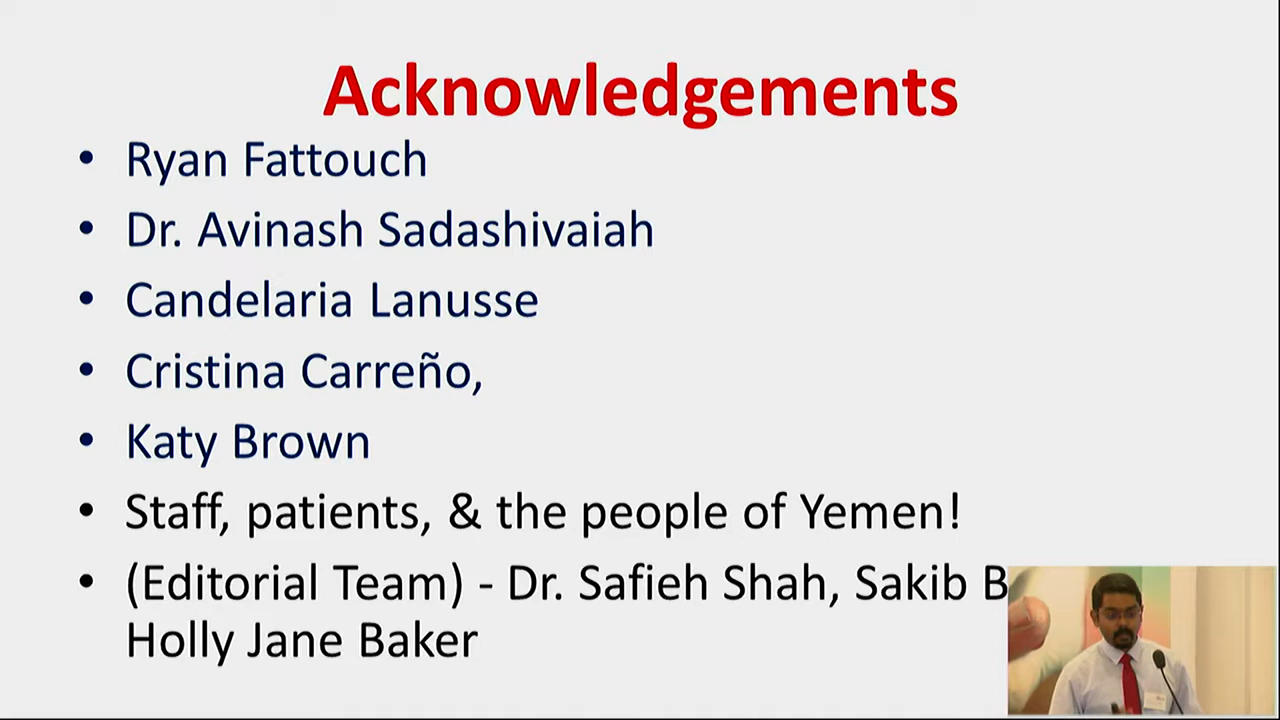 Acknowledgements
• Ryan Fattouch
• Dr. Avinash Sadashivaiah
• Candelaria Lanusse
• Cristina Carreño,
• Katy Brown
• Staff, patients, & the people of Yemen!
• (Editorial Team) - Dr. Safieh Shah, Sakib
Holly Jane Baker